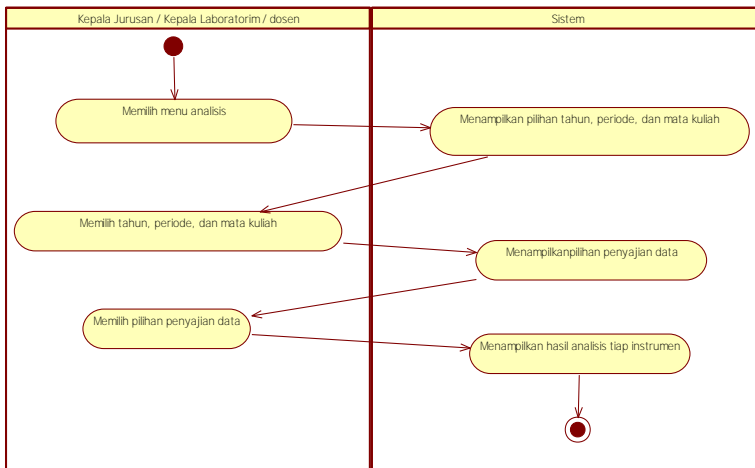 Kepala Jurusan / Kepala Laboratorim / dosen
Sistem
Memilih menu analisis
Menampilkan pilihan tahun, periode, dan mata kuliah
Memilih tahun, periode, dan mata kuliah
Menampilkanpilihan penyajian data
Memilih pilihan penyajian data
Menampilkan hasil analisis tiap instrumen